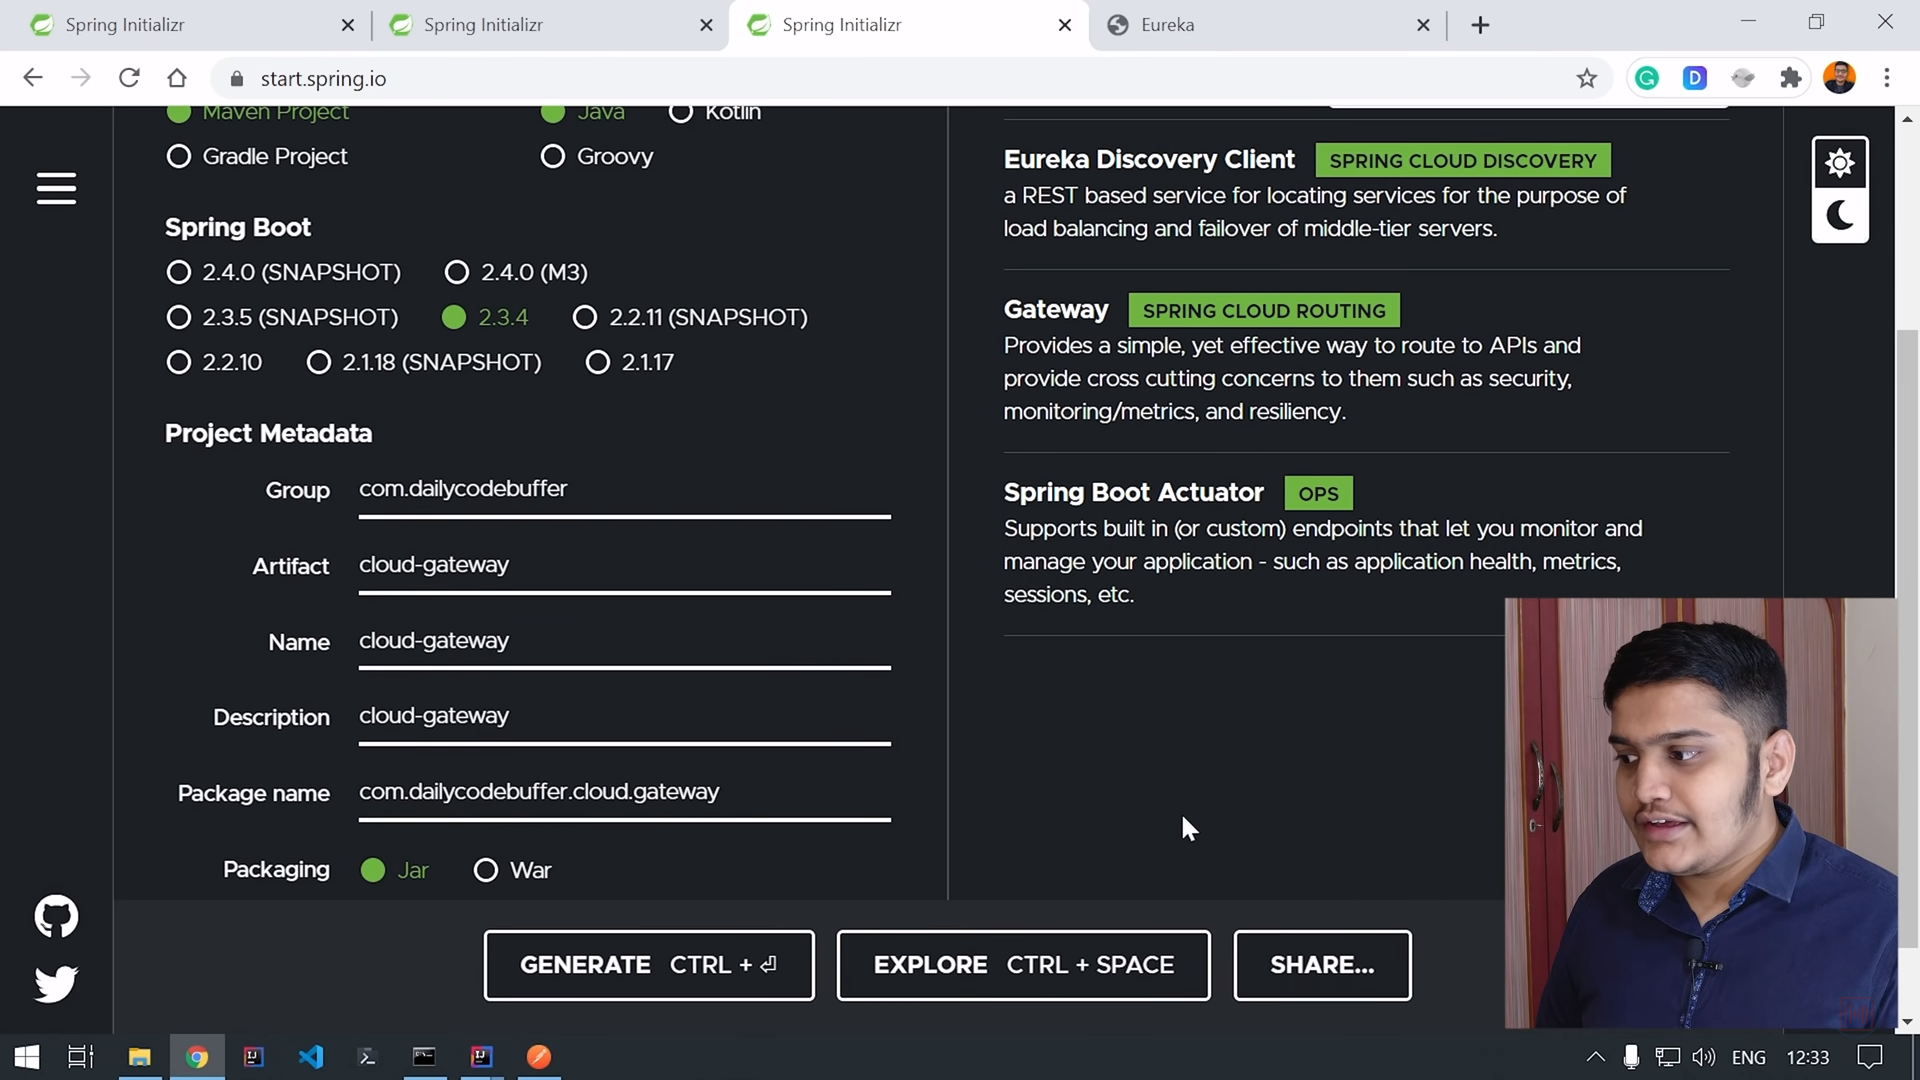 Spring Initializr
Spring Initializr
Spring Initializr
Eureka
start.spring.io
Maven Project
Java
Kotlin
Gradle Project
Groovy
Spring Boot
2.4.0 (SNAPSHOT)
2.4.0 (M3)
2.3.5 (SNAPSHOT)
2.3.4
2.2.11 (SNAPSHOT)
2.2.10
2.1.18 (SNAPSHOT)
2.1.17
Project Metadata
Group com.dailycodebuffer
Artifact cloud-gateway
Name cloud-gateway
Description cloud-gateway
Package name com.dailycodebuffer.cloud.gateway
Packaging Jar War
Eureka Discovery Client SPRING CLOUD DISCOVERY
a REST based service for locating services for the purpose of
load balancing and failover of middle-tier servers.
Gateway SPRING CLOUD ROUTING
Provides a simple, yet effective way to route to APIs and
provide cross cutting concerns to them such as security,
monitoring/metrics, and resiliency.
Spring Boot Actuator OPS
Supports built in (or custom) endpoints that let you monitor and
manage your application - such as application health, metrics,
sessions, etc.
GENERATE CTRL + ⏎
EXPLORE CTRL + SPACE
SHARE...
ENG
12:33